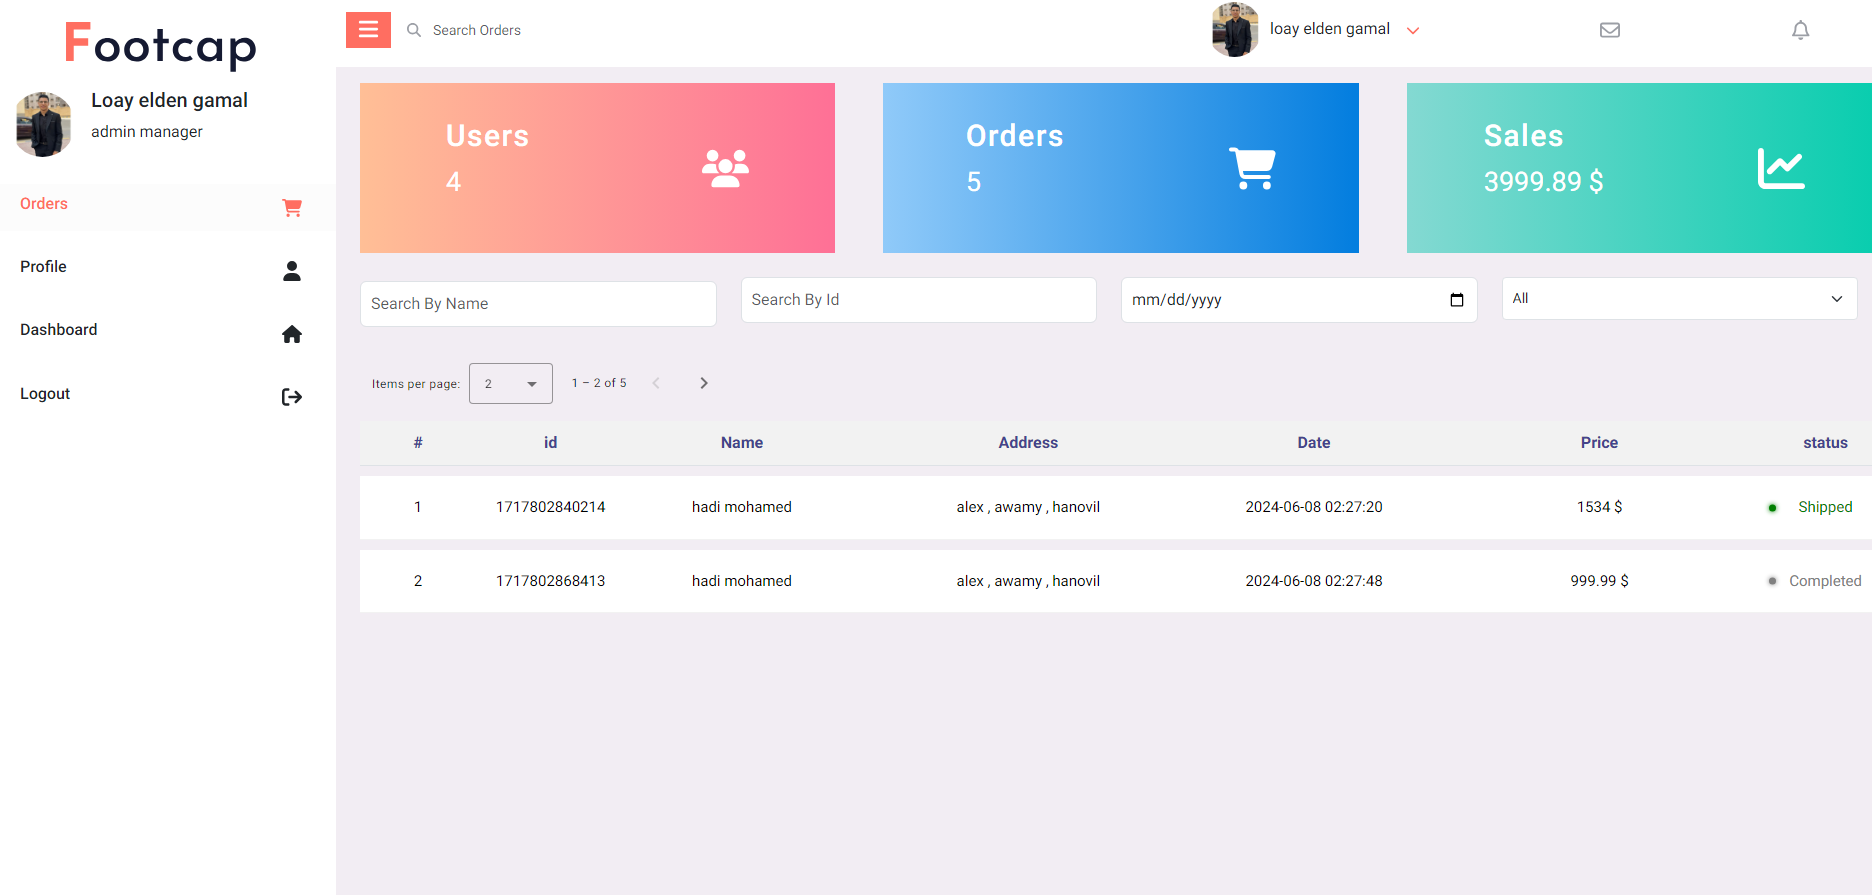 Footcap
Loay elden gamal
admin manager
Orders
Profile
Dashboard
Logout
Search Orders
loay elden gamal
Users
4
Orders
5
Sales
3999.89 $
Search By Name
Search By Id
mm/dd/yyyy
All
Items per page: 2 1 – 2 of 5
# id Name Address Date Price status
1 1717802840214 hadi mohamed alex , awamy , hanovil 2024-06-08 02:27:20 1534 $ Shipped
2 1717802868413 hadi mohamed alex , awamy , hanovil 2024-06-08 02:27:48 999.99 $ Completed